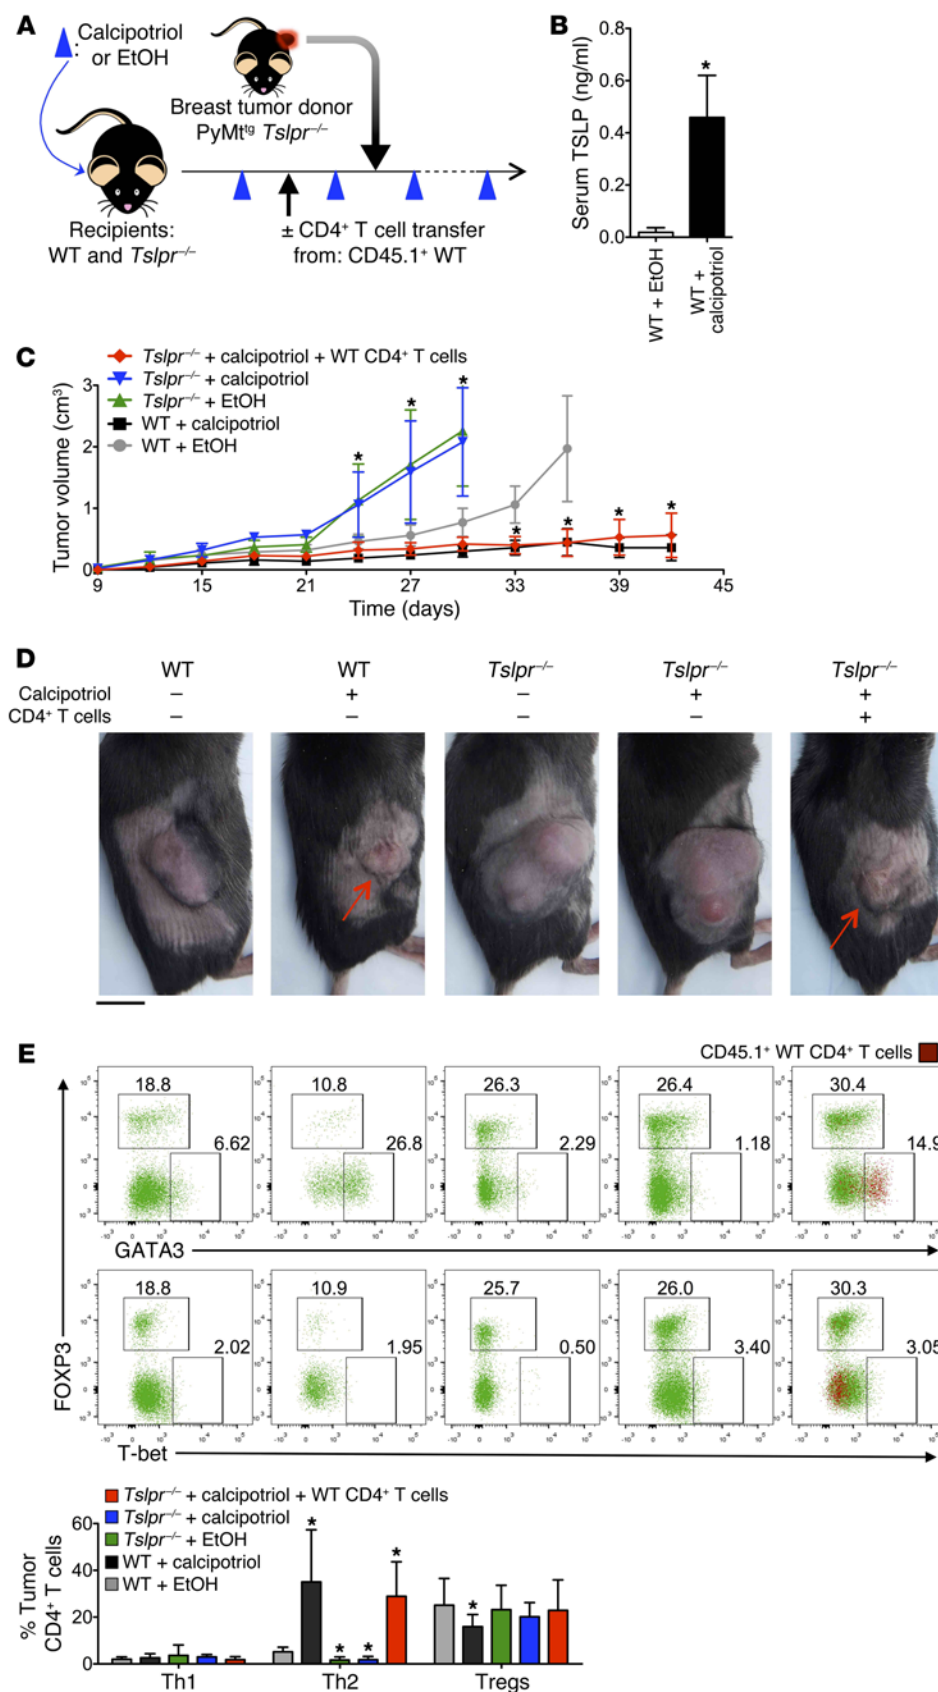 A
Calcipotriol
or EtOH
Breast tumor donor
PyMtᵗᵍ Tslpr⁻/⁻
Recipients:
WT and Tslpr⁻/⁻
± CD4⁺ T cell transfer
from: CD45.1⁺ WT
B
Serum TSLP (ng/ml)
0.8
0.6
0.4
0.2
0.0
*
WT + EtOH
WT +
calcipotriol
C
Tslpr⁻/⁻ + calcipotriol + WT CD4⁺ T cells
Tslpr⁻/⁻ + calcipotriol
Tslpr⁻/⁻ + EtOH
WT + calcipotriol
WT + EtOH
Tumor volume (cm³)
3
2
1
0
* * * * * * *
9 15 21 27 33 39 45
Time (days)
D
WT WT Tslpr⁻/⁻ Tslpr⁻/⁻ Tslpr⁻/⁻
Calcipotriol – + – + +
CD4⁺ T cells – – – – +
E
CD45.1⁺ WT CD4⁺ T cells
18.8 10.8 26.3 26.4 30.4
6.62 26.8 2.29 1.18 14.9
GATA3
18.8 10.9 25.7 26.0 30.3
2.02 1.95 0.50 3.40 3.05
FOXP3
T-bet
Tslpr⁻/⁻ + calcipotriol + WT CD4⁺ T cells
Tslpr⁻/⁻ + calcipotriol
Tslpr⁻/⁻ + EtOH
WT + calcipotriol
WT + EtOH
% Tumor
CD4⁺ T cells
60
40
20
0
* * * * *
Th1 Th2 Tregs